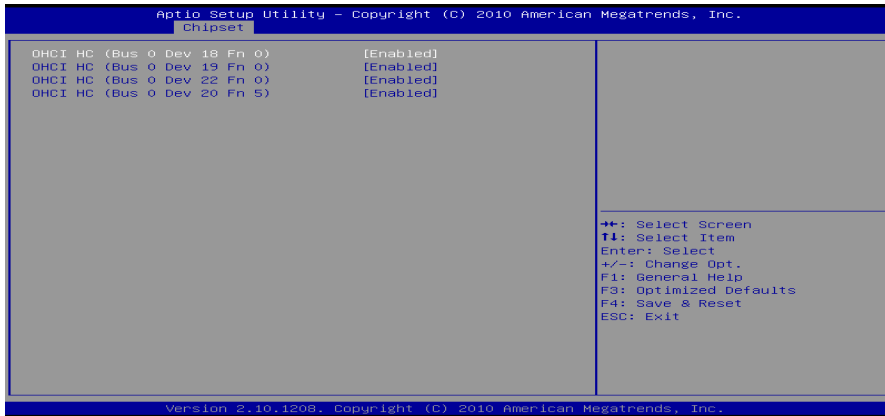 Aptio Setup Utility – Copyright (C) 2010 American Megatrends, Inc.
Chipset
OHCI HC (Bus 0 Dev 18 Fn 0) [Enabled]
OHCI HC (Bus 0 Dev 19 Fn 0) [Enabled]
OHCI HC (Bus 0 Dev 22 Fn 0) [Enabled]
OHCI HC (Bus 0 Dev 20 Fn 5) [Enabled]
→←: Select Screen
↑↓: Select Item
Enter: Select
+/-: Change Opt.
F1: General Help
F3: Optimized Defaults
F4: Save & Reset
ESC: Exit
Version 2.10.1208. Copyright (C) 2010 American Megatrends, Inc.